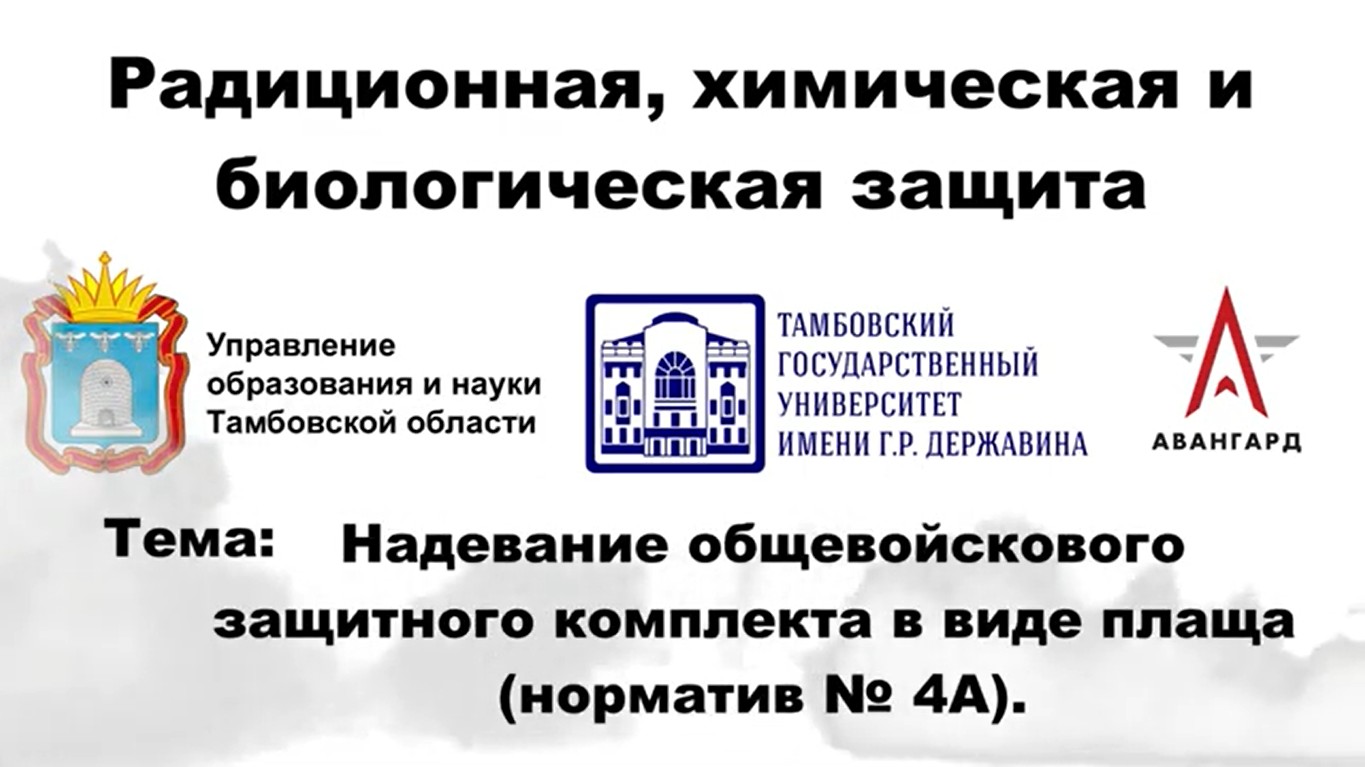 Радиционная, химическая и
биологическая защита
Управление
образования и науки
Тамбовской области
ТАМБОВСКИЙ
ГОСУДАРСТВЕННЫЙ
УНИВЕРСИТЕТ
ИМЕНИ Г.Р. ДЕРЖАВИНА
АВАНГАРД
Тема: Надевание общевойскового
защитного комплекта в виде плаща
(норматив № 4А).